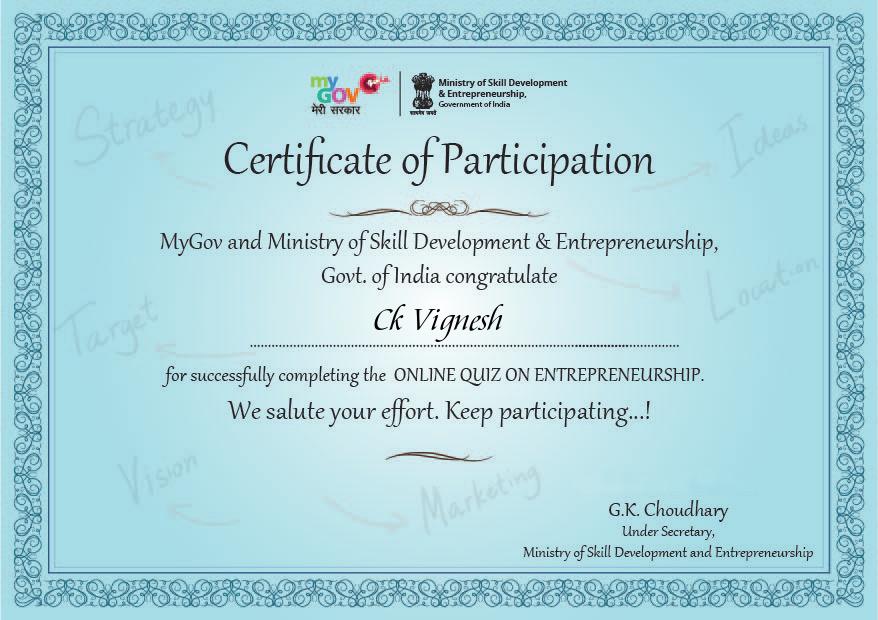 my
GOV
मेरी सरकार
Ministry of Skill Development
& Entrepreneurship,
Government of India
सत्यमेव जयते
Strategy
Ideas
Certificate of Participation
MyGov and Ministry of Skill Development & Entrepreneurship,
Govt. of India congratulate
Location
Target
Ck Vignesh
for successfully completing the ONLINE QUIZ ON ENTREPRENEURSHIP.
We salute your effort. Keep participating...!
Vision
Marketing
G.K. Choudhary
Under Secretary,
Ministry of Skill Development and Entrepreneurship